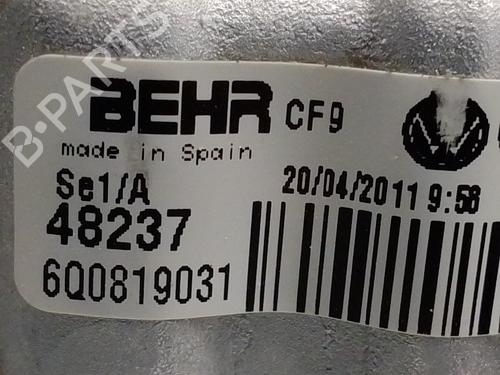 BEHR CF9
made in Spain
Se1/A
20/04/2011 9:58
48237
6Q0819031
B-PARTS